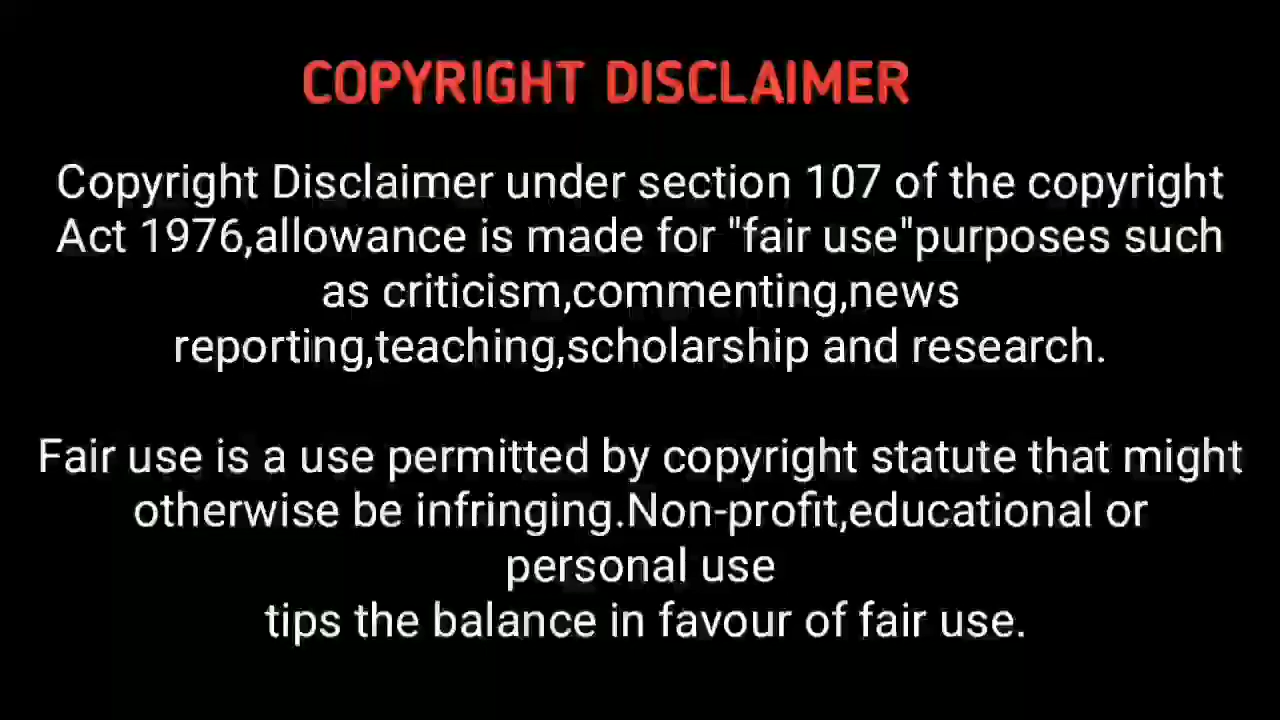 COPYRIGHT DISCLAIMER
Copyright Disclaimer under section 107 of the copyright
Act 1976,allowance is made for "fair use"purposes such
as criticism,commenting,news
reporting,teaching,scholarship and research.
Fair use is a use permitted by copyright statute that might
otherwise be infringing.Non-profit,educational or
personal use
tips the balance in favour of fair use.